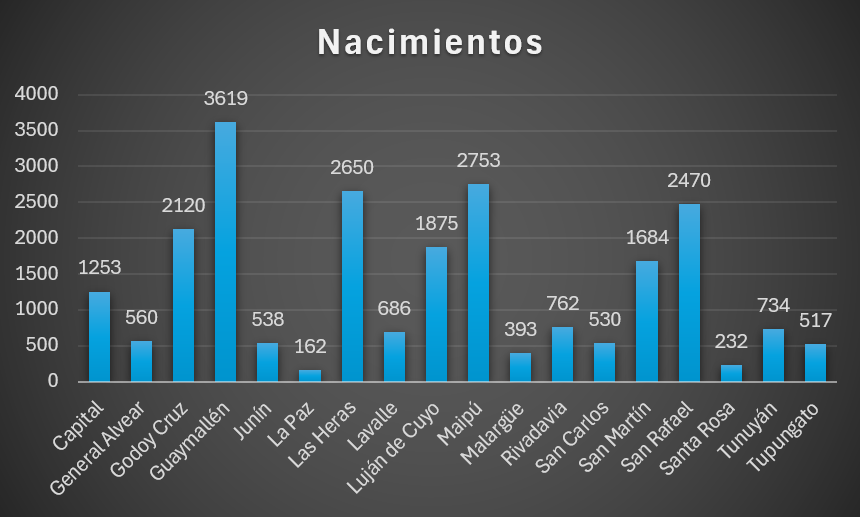 Nacimientos
4000
3500
3000
2500
2000
1500
1000
500
0
1253
560
2120
3619
538
162
2650
686
1875
2753
393
762
530
1684
2470
232
734
517
Capital
General Alvear
Godoy Cruz
Guaymallén
Junín
La Paz
Las Heras
Lavalle
Luján de Cuyo
Maipú
Malargüe
Rivadavia
San Carlos
San Martín
San Rafael
Santa Rosa
Tunuyán
Tupungato